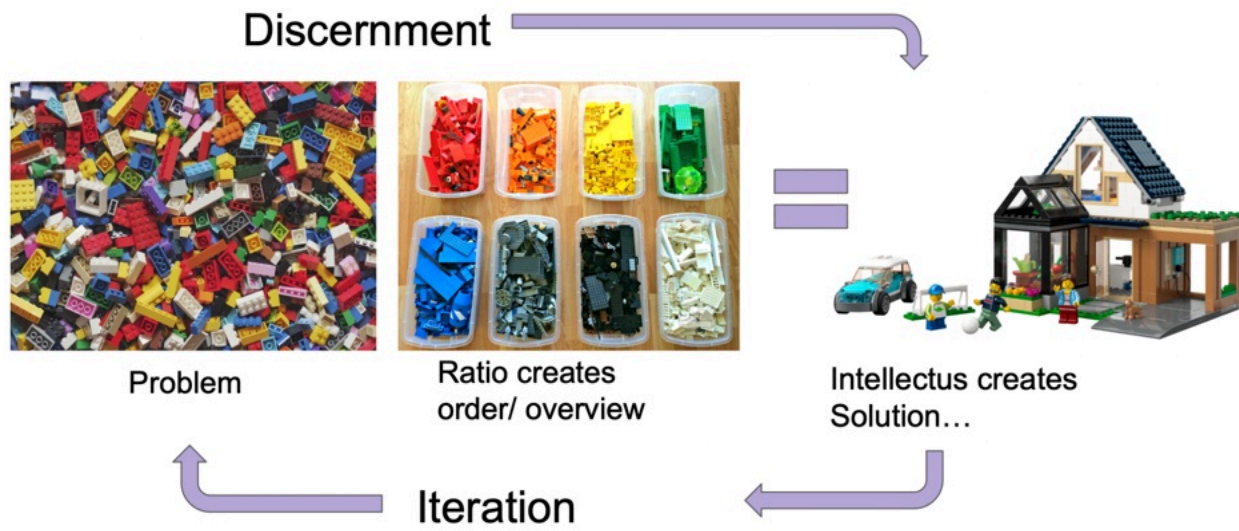 Discernment
Problem
Ratio creates
order/ overview
Intellectus creates
Solution…
Iteration